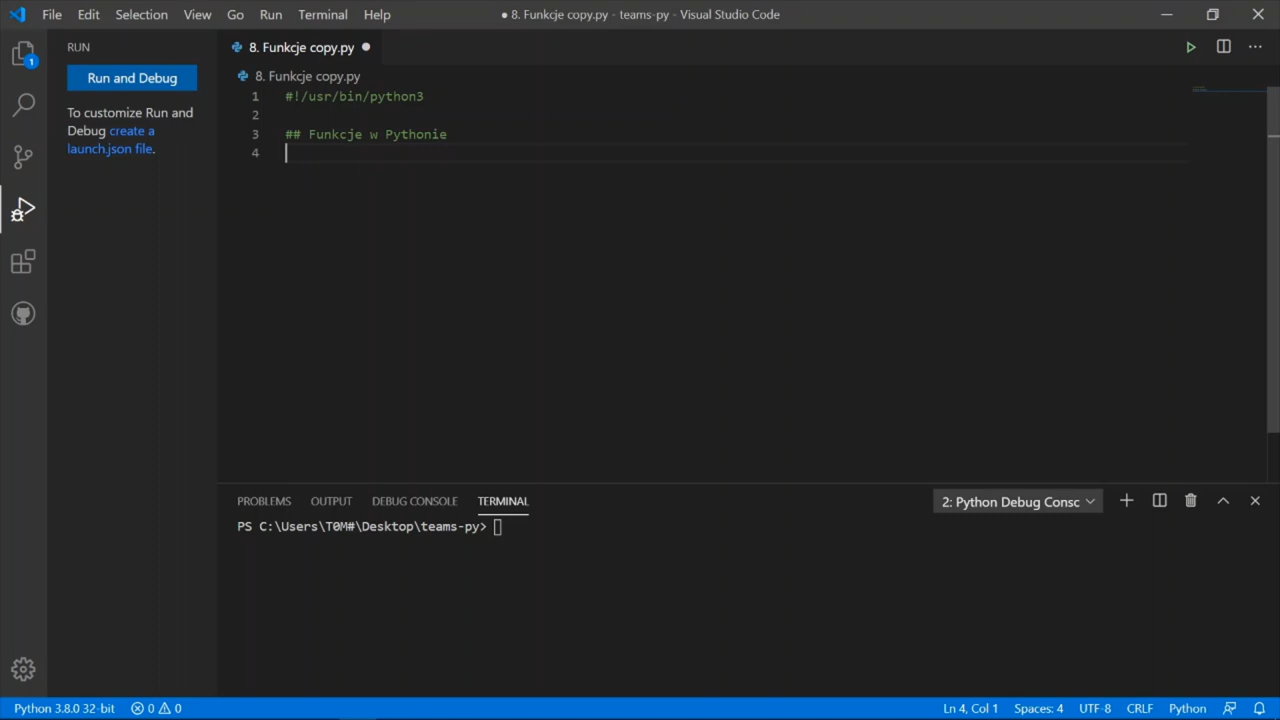 File Edit Selection View Go Run Terminal Help
● 8. Funkcje copy.py - teams-py - Visual Studio Code
RUN
8. Funkcje copy.py
1
Run and Debug
To customize Run and
Debug create a
launch.json file.
8. Funkcje copy.py
1 #!/usr/bin/python3
2
3 ## Funkcje w Pythonie
4
PROBLEMS OUTPUT DEBUG CONSOLE TERMINAL
2: Python Debug Consc
PS C:\Users\T0M#\Desktop\teams-py>
Python 3.8.0 32-bit 0 0
Ln 4, Col 1 Spaces: 4 UTF-8 CRLF Python